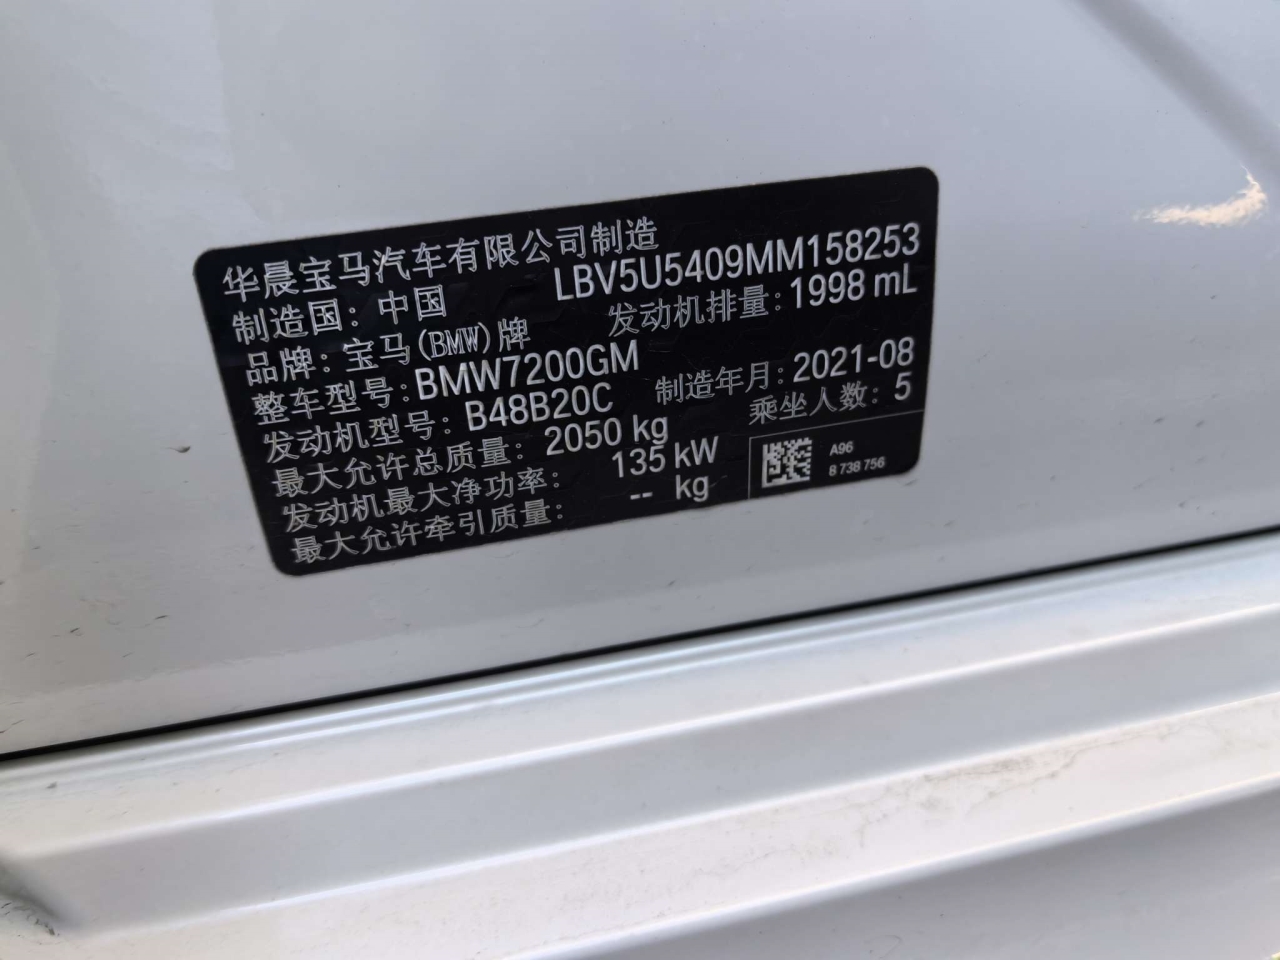 华晨宝马汽车有限公司制造
制造国：中国 LBV5U5409MM158253
品牌：宝马(BMW)牌 发动机排量：1998 mL
整车型号：BMW7200GM 制造年月：2021-08
发动机型号：B48B20C 乘坐人数：5
最大允许总质量：2050 kg
发动机最大净功率：135 kW
最大允许牵引质量：-- kg
A96
8 738 756